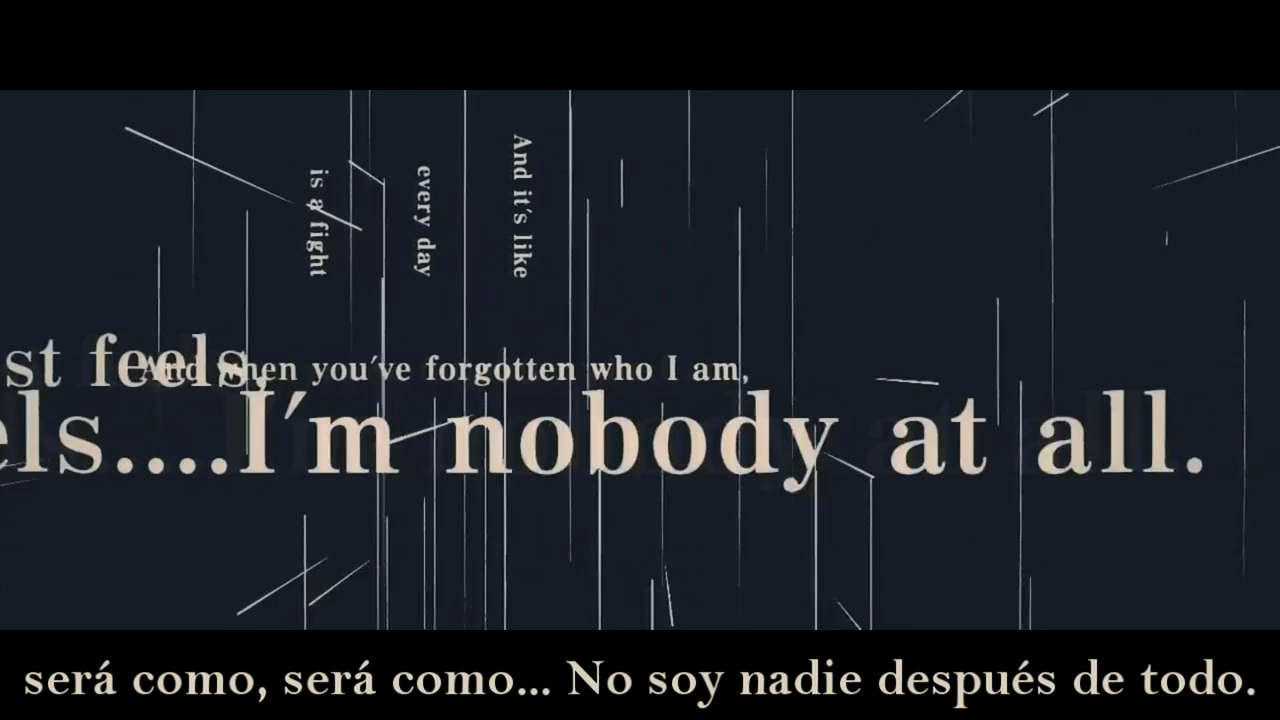 And it's like
every day
is a fight
st feels.
And when you've forgotten who I am,
els....I'm nobody at all.
será como, será como... No soy nadie después de todo.